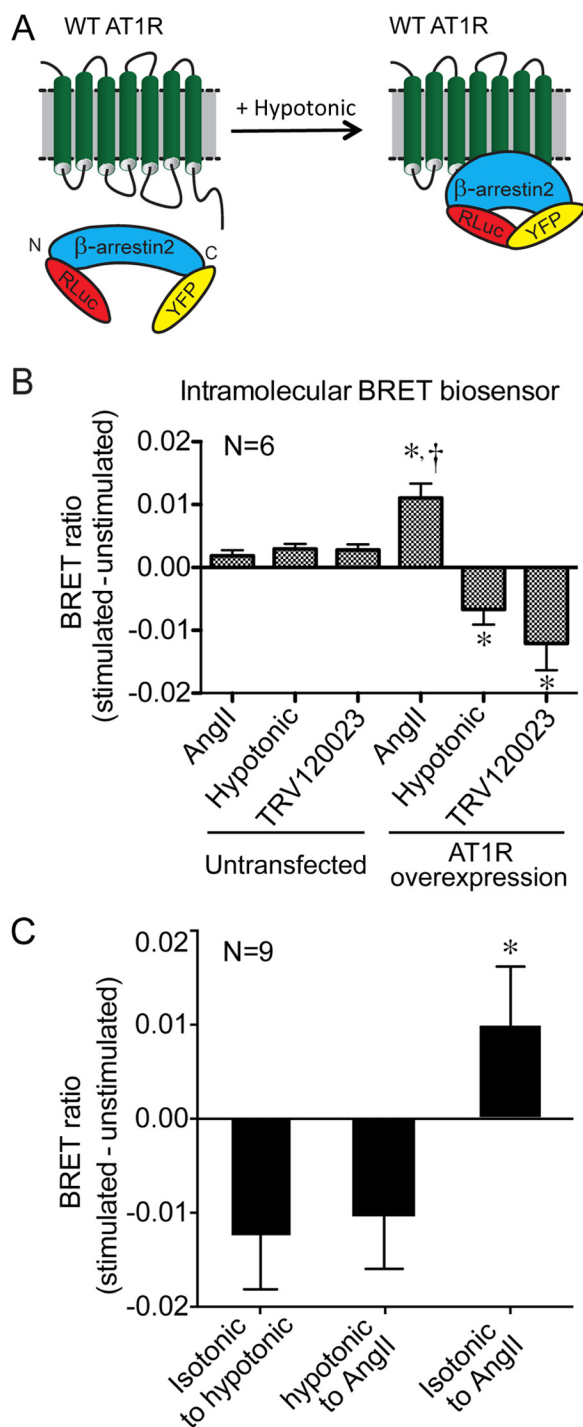 A
WT AT1R
WT AT1R
+ Hypotonic
N
β-arrestin2
C
RLuc
YFP
β-arrestin2
RLuc
YFP
B
Intramolecular BRET biosensor
N=6
BRET ratio
(stimulated-unstimulated)
0.02
0.01
0.00
-0.01
-0.02
*,†
*
*
AngII
Hypotonic
TRV120023
AngII
Hypotonic
TRV120023
Untransfected
AT1R
overexpression
C
N=9
BRET ratio
(stimulated - unstimulated)
0.02
0.01
0.00
-0.01
-0.02
*
Isotonic
to hypotonic
hypotonic
to AngII
Isotonic
to AngII